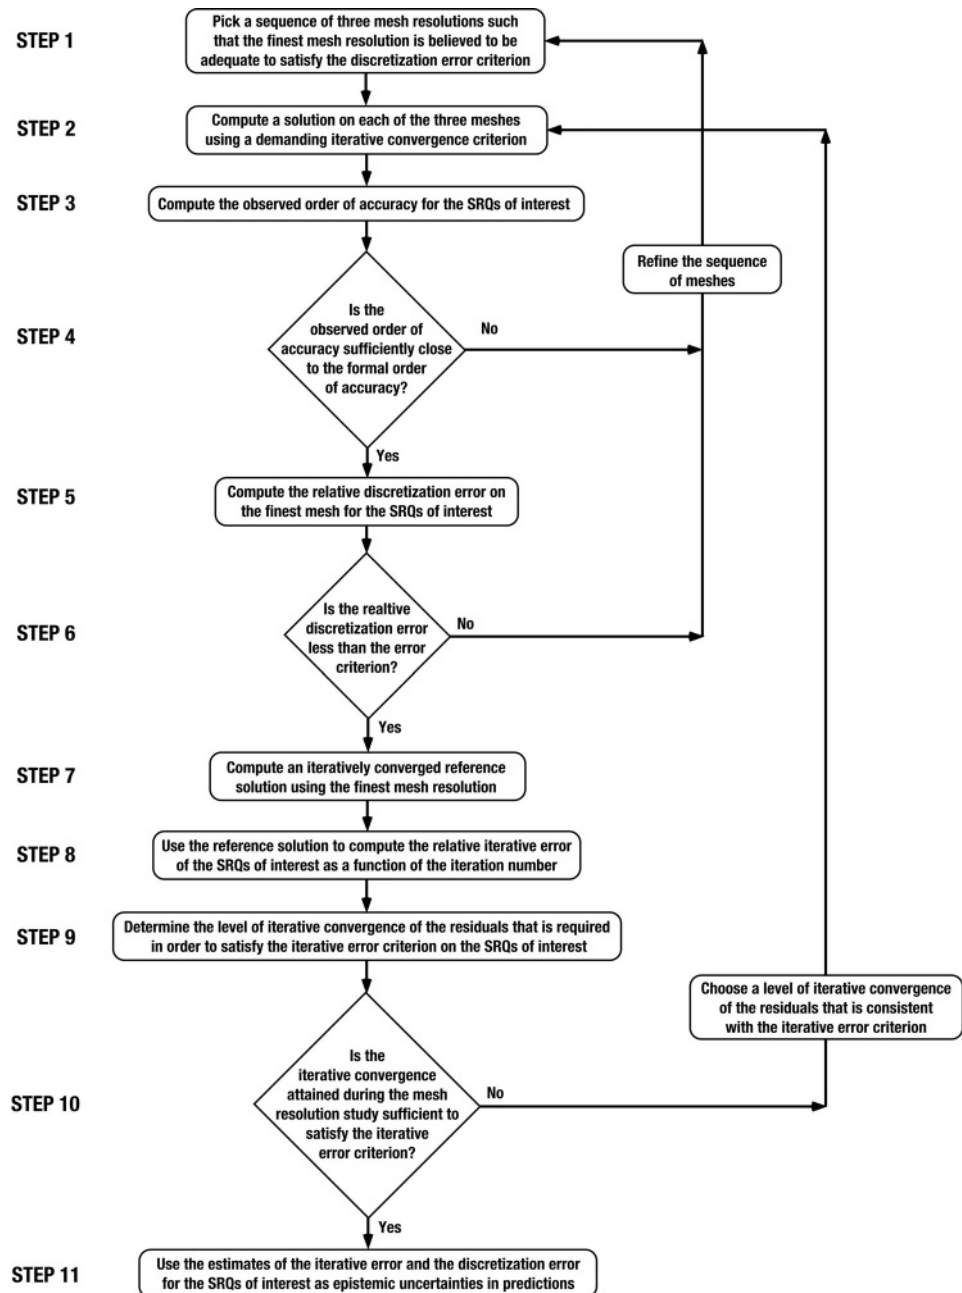 STEP 1
Pick a sequence of three mesh resolutions such
that the finest mesh resolution is believed to be
adequate to satisfy the discretization error criterion
STEP 2
Compute a solution on each of the three meshes
using a demanding iterative convergence criterion
STEP 3
Compute the observed order of accuracy for the SRQs of interest
Refine the sequence
of meshes
STEP 4
Is the
observed order of
accuracy sufficiently close
to the formal order
of accuracy?
No
Yes
STEP 5
Compute the relative discretization error on
the finest mesh for the SRQs of interest
STEP 6
Is the realtive
discretization error
less than the error
criterion?
No
Yes
STEP 7
Compute an iteratively converged reference
solution using the finest mesh resolution
STEP 8
Use the reference solution to compute the relative iterative error
of the SRQs of interest as a function of the iteration number
STEP 9
Determine the level of iterative convergence of the residuals that is required
in order to satisfy the iterative error criterion on the SRQs of interest
Choose a level of iterative convergence
of the residuals that is consistent
with the iterative error criterion
STEP 10
Is the
iterative convergence
attained during the mesh
resolution study sufficient to
satisfy the iterative
error criterion?
No
Yes
STEP 11
Use the estimates of the iterative error and the discretization error
for the SRQs of interest as epistemic uncertainties in predictions